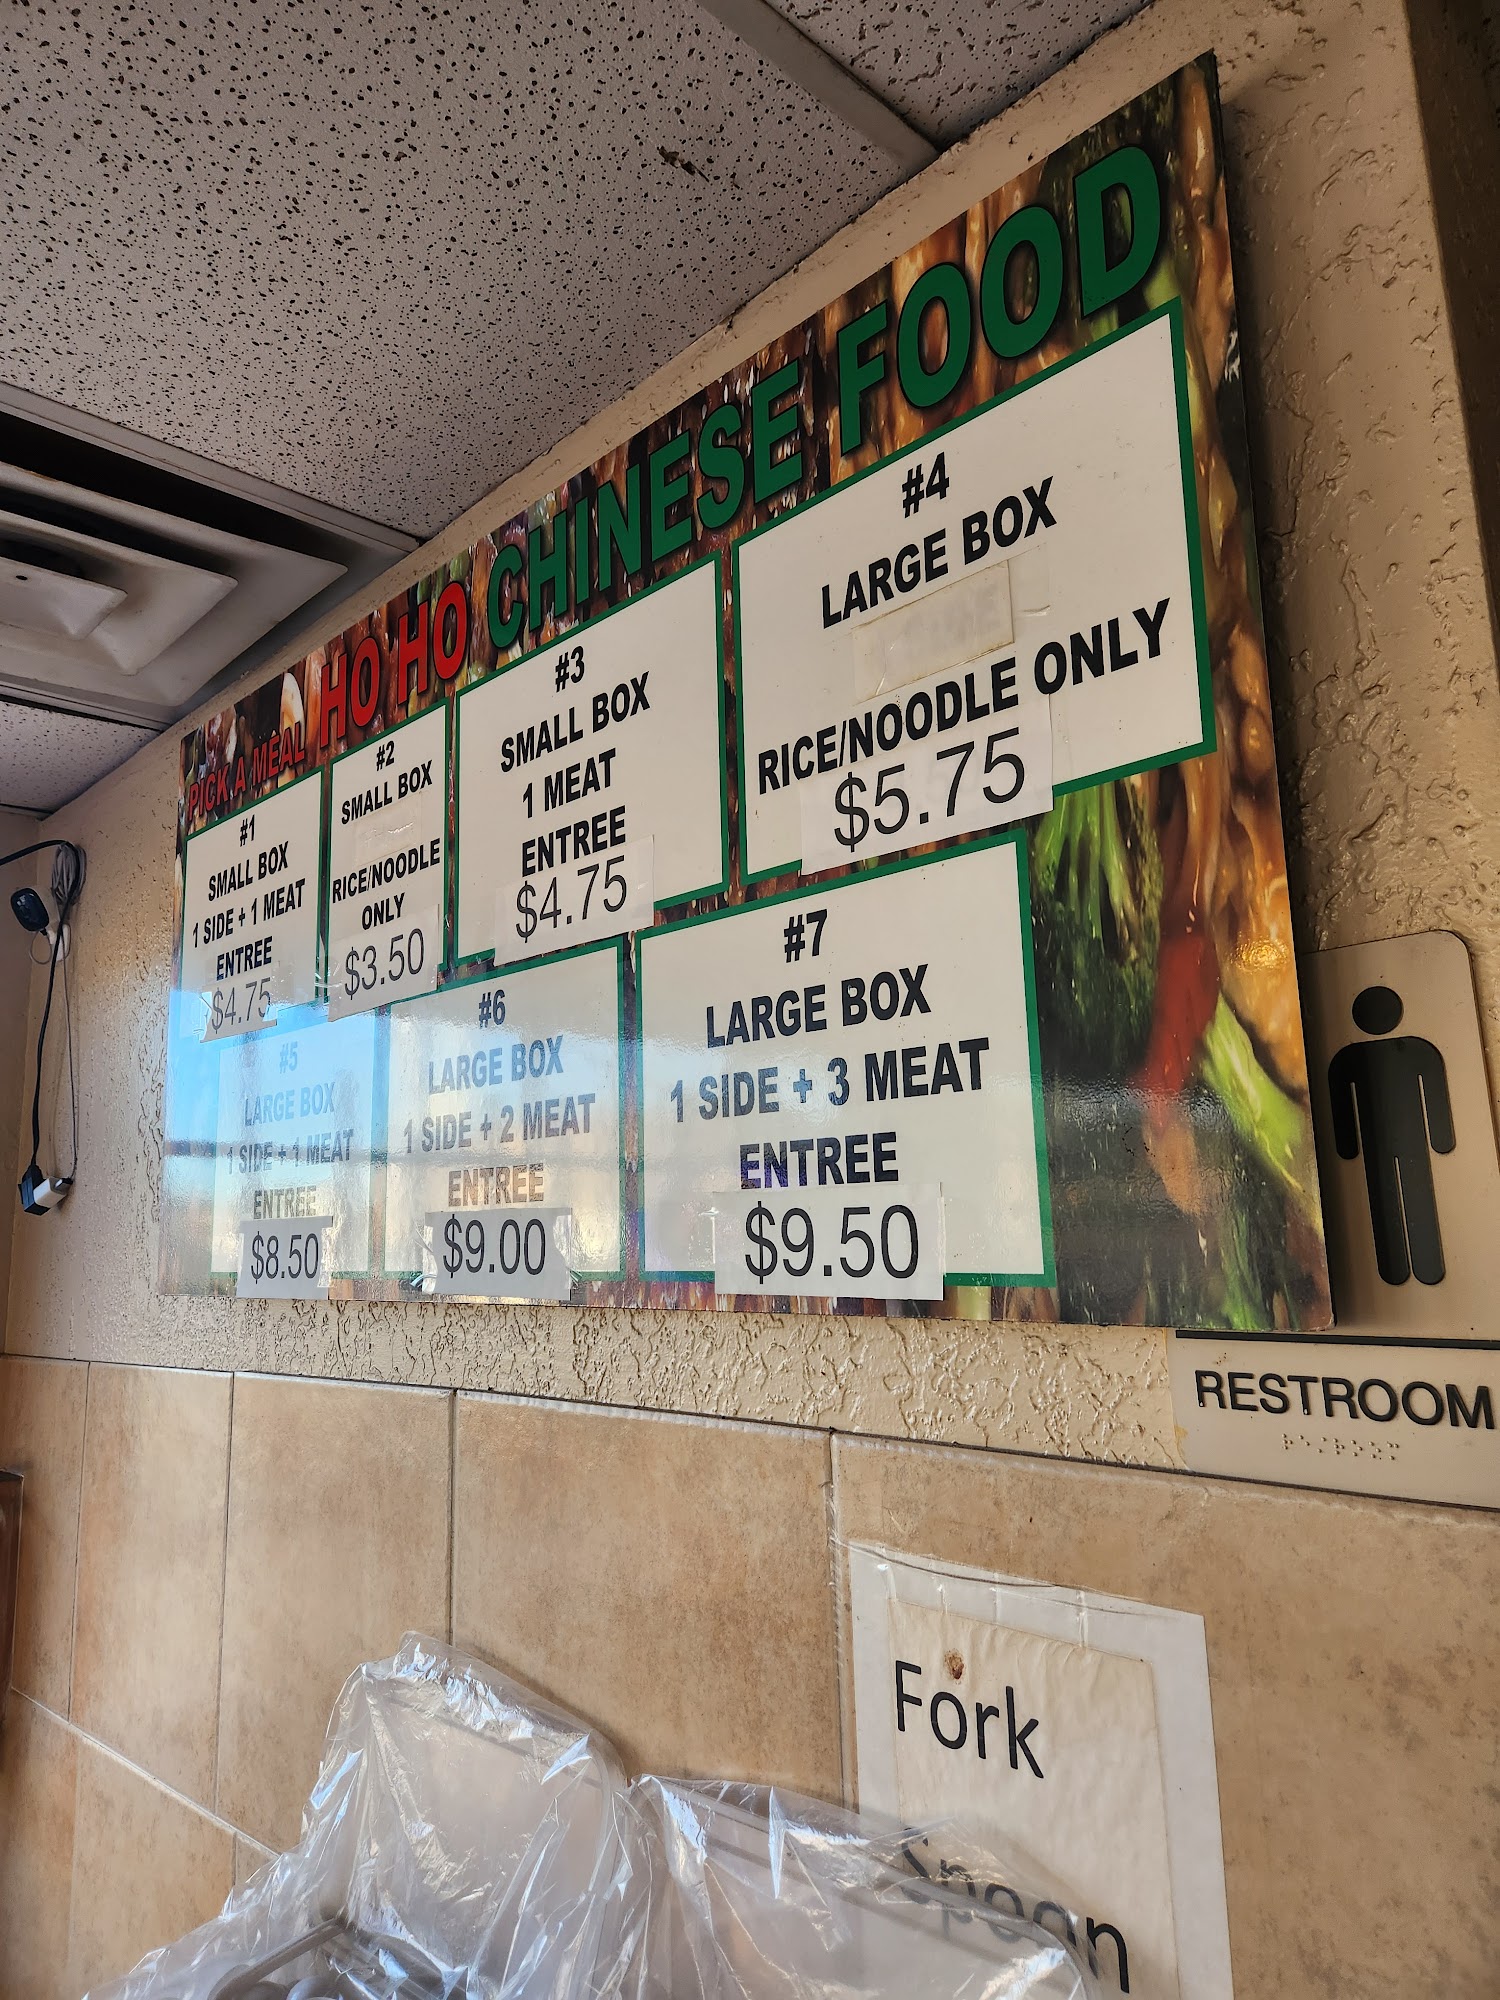 PICK A MEAL HO HO CHINESE FOOD
#1
SMALL BOX
1 SIDE + 1 MEAT
ENTREE
$4.75
#2
SMALL BOX
RICE/NOODLE
ONLY
$3.50
#3
SMALL BOX
1 MEAT
ENTREE
$4.75
#4
LARGE BOX
RICE/NOODLE ONLY
$5.75
#5
LARGE BOX
1 SIDE + 1 MEAT
ENTREE
$8.50
#6
LARGE BOX
1 SIDE + 2 MEAT
ENTREE
$9.00
#7
LARGE BOX
1 SIDE + 3 MEAT
ENTREE
$9.50
RESTROOM
Fork
Spoon